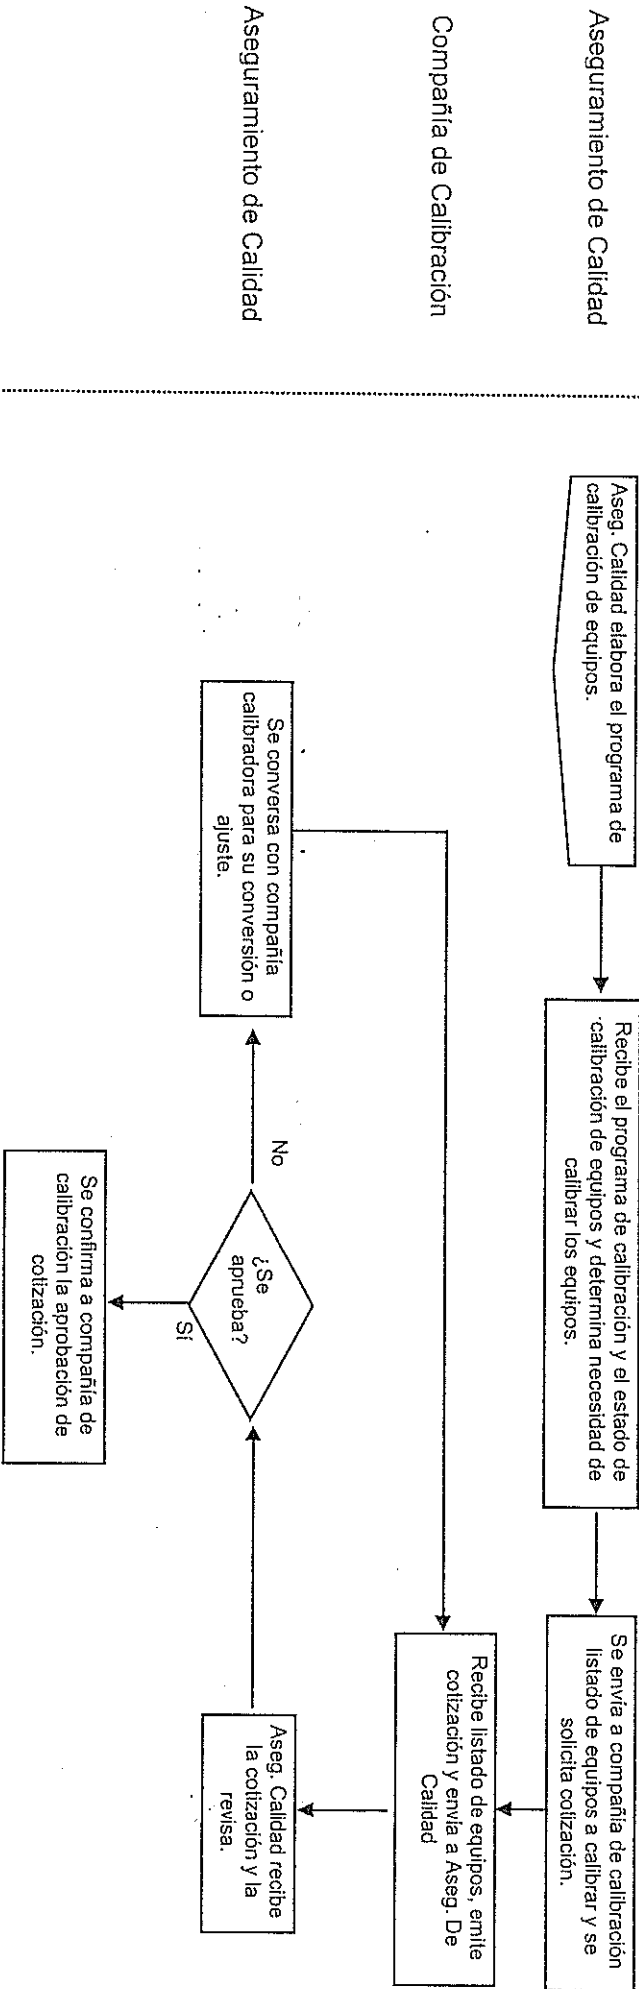 Aseguramiento de Calidad
Aseg. Calidad elabora el programa de
calibración de equipos.
Recibe el programa de calibración y el estado de
calibración de equipos y determina necesidad de
calibrar los equipos.
Se envía a compañía de calibración
listado de equipos a calibrar y se
solicita cotización.
Compañía de Calibración
Recibe listado de equipos, emite
cotización y envía a Aseg. De
Calidad
Aseguramiento de Calidad
Se conversa con compañía
calibradora para su conversión o
ajuste.
No
¿Se
aprueba?
Sí
Aseg. Calidad recibe
la cotización y la
revisa.
Se confirma a compañía de
calibración la aprobación de
cotización.